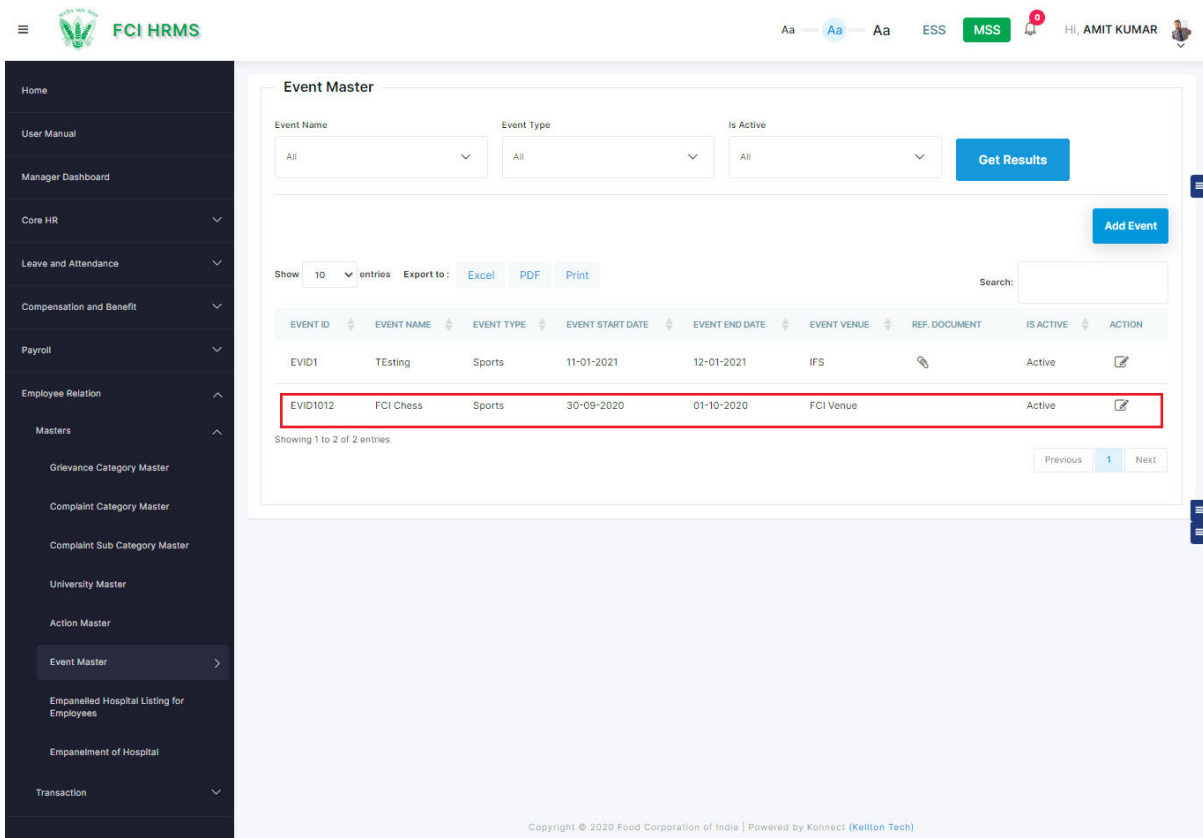 FCI HRMS
Aa Aa Aa ESS MSS 0 Hi, AMIT KUMAR
Home
User Manual
Manager Dashboard
Core HR
Leave and Attendance
Compensation and Benefit
Payroll
Employee Relation
Masters
Grievance Category Master
Complaint Category Master
Complaint Sub Category Master
University Master
Action Master
Event Master
Empanelled Hospital Listing for
Employees
Empanelment of Hospital
Transaction
Event Master
Event Name Event Type Is Active
All All All Get Results
Add Event
Show 10 entries Export to : Excel PDF Print
Search:
EVENT ID EVENT NAME EVENT TYPE EVENT START DATE EVENT END DATE EVENT VENUE REF. DOCUMENT IS ACTIVE ACTION
EVID1 TEsting Sports 11-01-2021 12-01-2021 IFS Active
EVID1012 FCI Chess Sports 30-09-2020 01-10-2020 FCI Venue Active
Showing 1 to 2 of 2 entries
Previous 1 Next
Copyright © 2020 Food Corporation of India | Powered by Konnect (Kellton Tech)